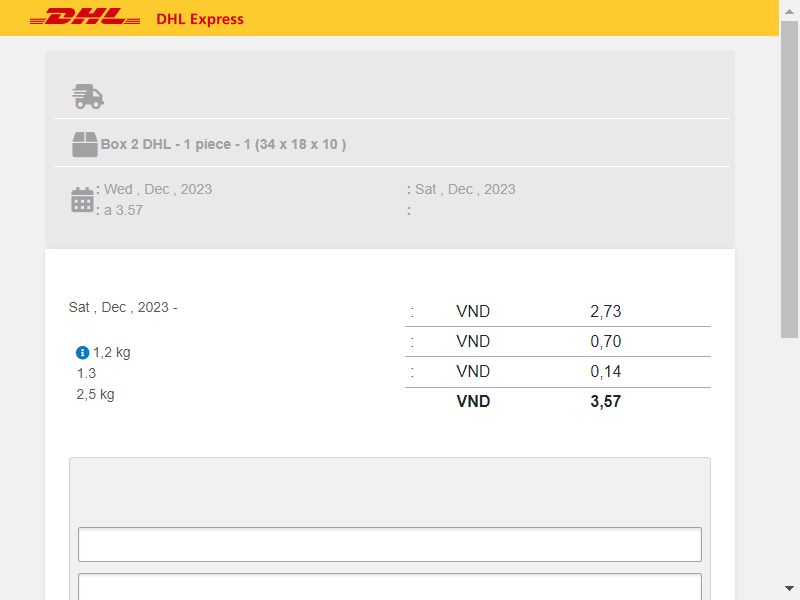 DHL DHL Express
Box 2 DHL - 1 piece - 1 (34 x 18 x 10 )
: Wed , Dec , 2023
: a 3.57
: Sat , Dec , 2023
:
Sat , Dec , 2023 -
1,2 kg
1.3
2,5 kg
: VND 2,73
: VND 0,70
: VND 0,14
VND 3,57